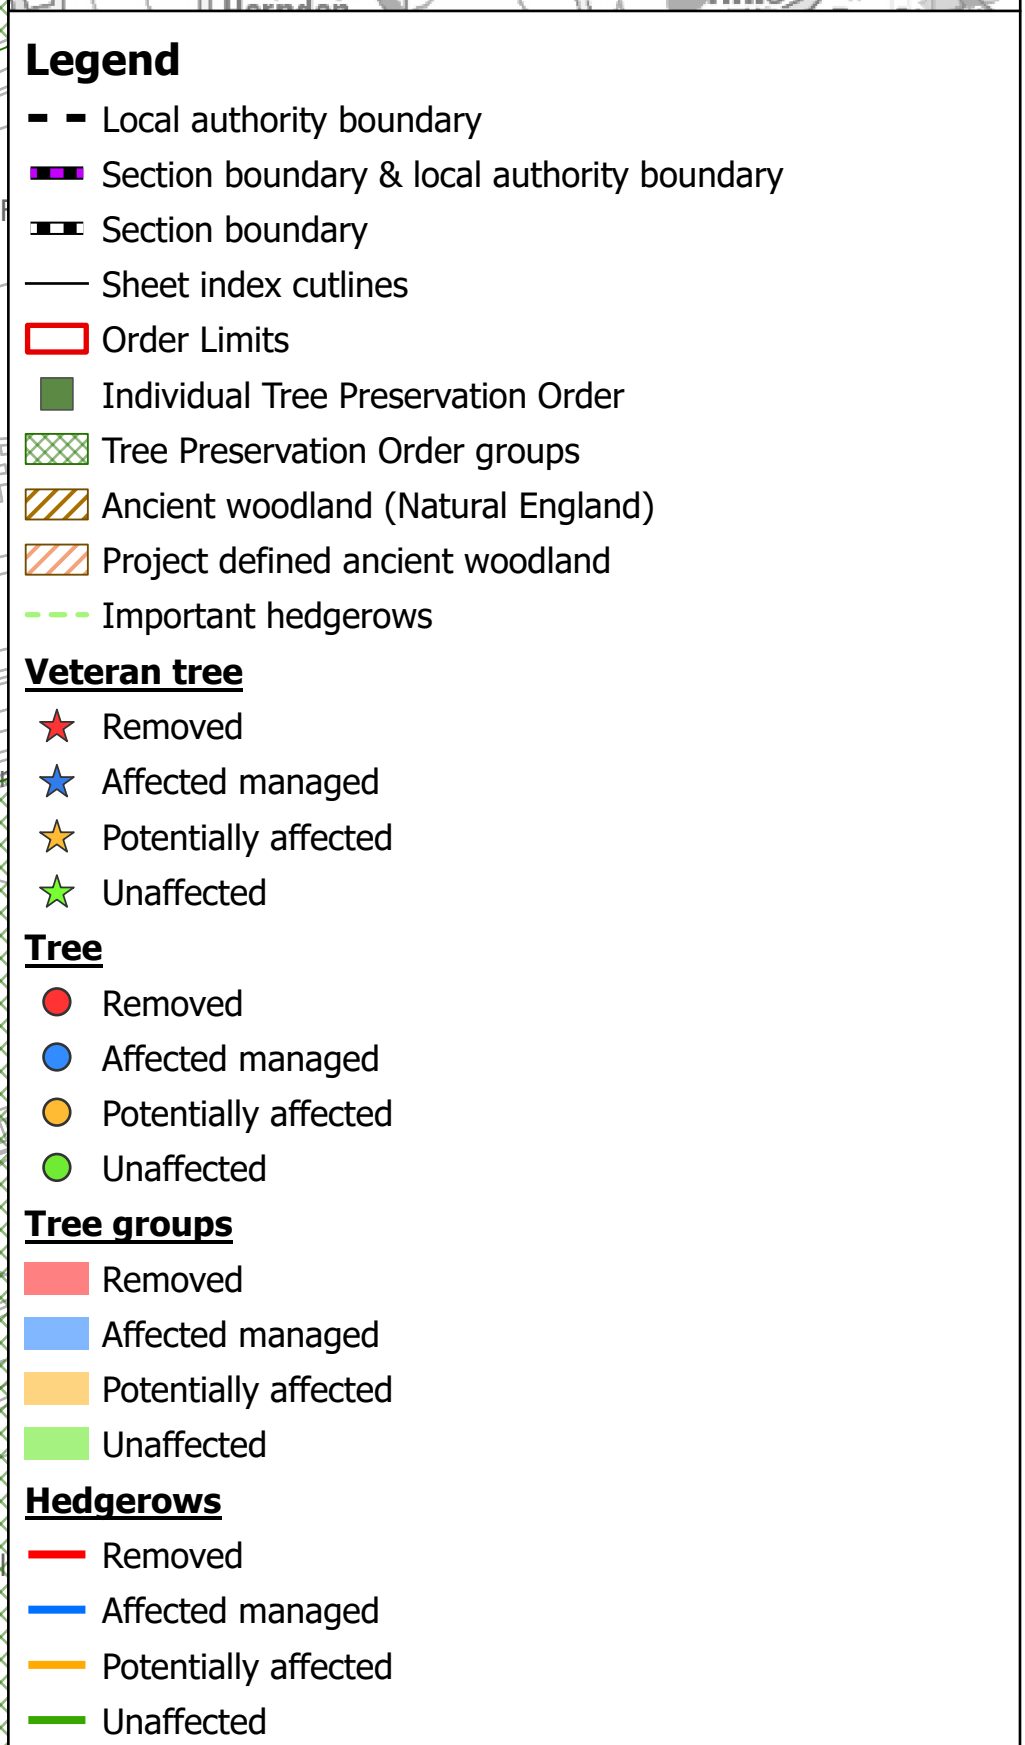 Legend
Local authority boundary
Section boundary & local authority boundary
Section boundary
Sheet index cutlines
Order Limits
Individual Tree Preservation Order
Tree Preservation Order groups
Ancient woodland (Natural England)
Project defined ancient woodland
Important hedgerows
Veteran tree
Removed
Affected managed
Potentially affected
Unaffected
Tree
Removed
Affected managed
Potentially affected
Unaffected
Tree groups
Removed
Affected managed
Potentially affected
Unaffected
Hedgerows
Removed
Affected managed
Potentially affected
Unaffected